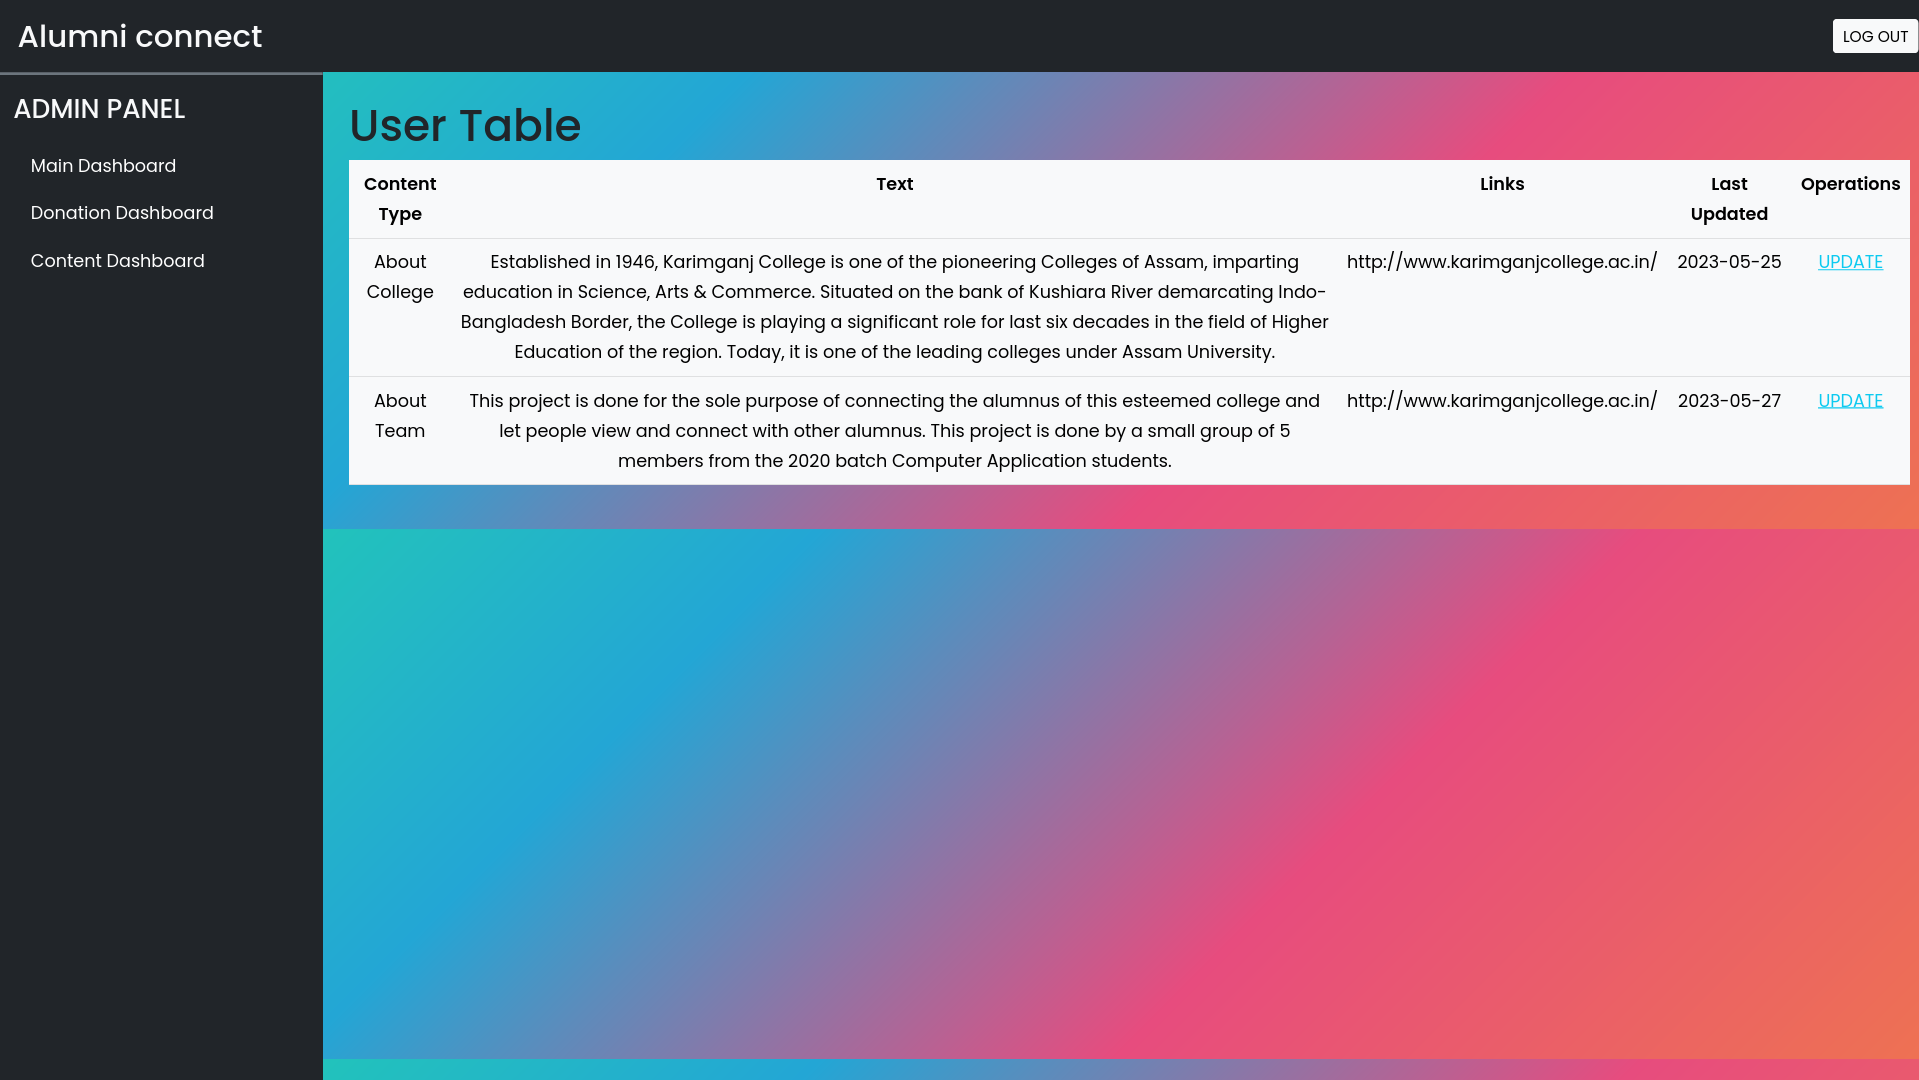 Alumni connect
LOG OUT
ADMIN PANEL
Main Dashboard
Donation Dashboard
Content Dashboard
User Table
Content Type
Text
Links
Last Updated
Operations
About College
Established in 1946, Karimganj College is one of the pioneering Colleges of Assam, imparting
education in Science, Arts & Commerce. Situated on the bank of Kushiara River demarcating Indo-
Bangladesh Border, the College is playing a significant role for last six decades in the field of Higher
Education of the region. Today, it is one of the leading colleges under Assam University.
http://www.karimganjcollege.ac.in/
2023-05-25
UPDATE
About Team
This project is done for the sole purpose of connecting the alumnus of this esteemed college and
let people view and connect with other alumnus. This project is done by a small group of 5
members from the 2020 batch Computer Application students.
http://www.karimganjcollege.ac.in/
2023-05-27
UPDATE